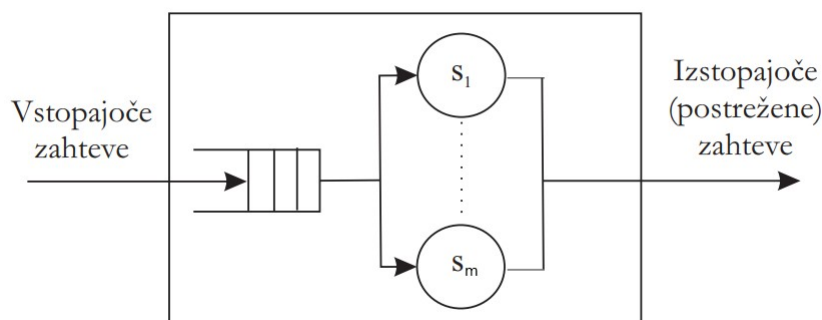 Vstopajoče
zahteve
S1
Sm
Izstopajoče
(postrežene)
zahteve